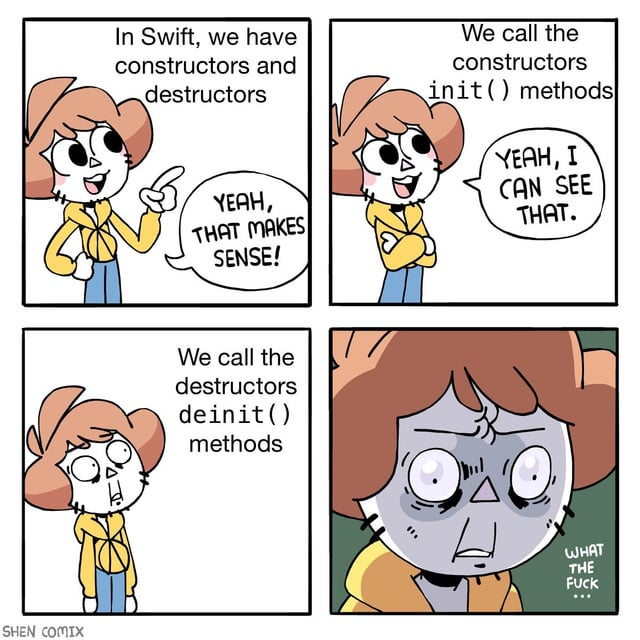 In Swift, we have
constructors and
destructors
YEAH,
THAT MAKES
SENSE!
We call the
constructors
init() methods
YEAH, I
CAN SEE
THAT.
We call the
destructors
deinit()
methods
WHAT
THE
FUCK
...
SHEN COMIX